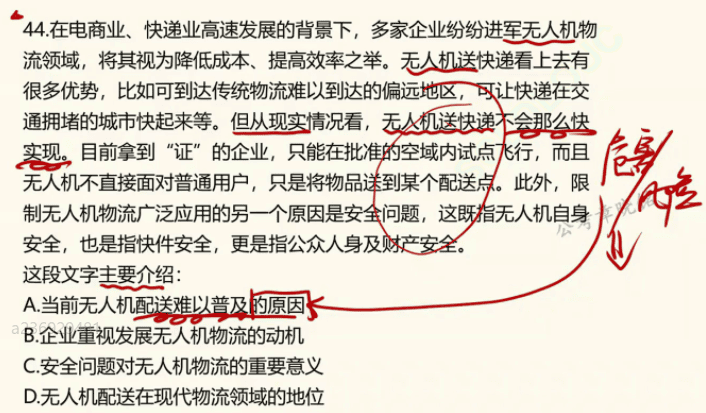 44.在电商业、快递业高速发展的背景下，多家企业纷纷进军无人机物
流领域，将其视为降低成本、提高效率之举。无人机送快递看上去有
很多优势，比如可到达传统物流难以到达的偏远地区，可让快递在交
通拥堵的城市快起来等。但从现实情况看，无人机送快递不会那么快
实现。目前拿到“证”的企业，只能在批准的空域内试点飞行，而且
无人机不直接面对普通用户，只是将物品送到某个配送点。此外，限
制无人机物流广泛应用的另一个原因是安全问题，这既指无人机自身
安全，也是指快件安全，更是指公众人身及财产安全。
这段文字主要介绍：
A.当前无人机配送难以普及的原因
B.企业重视发展无人机物流的动机
C.安全问题对无人机物流的重要意义
D.无人机配送在现代物流领域的地位
危害
风险